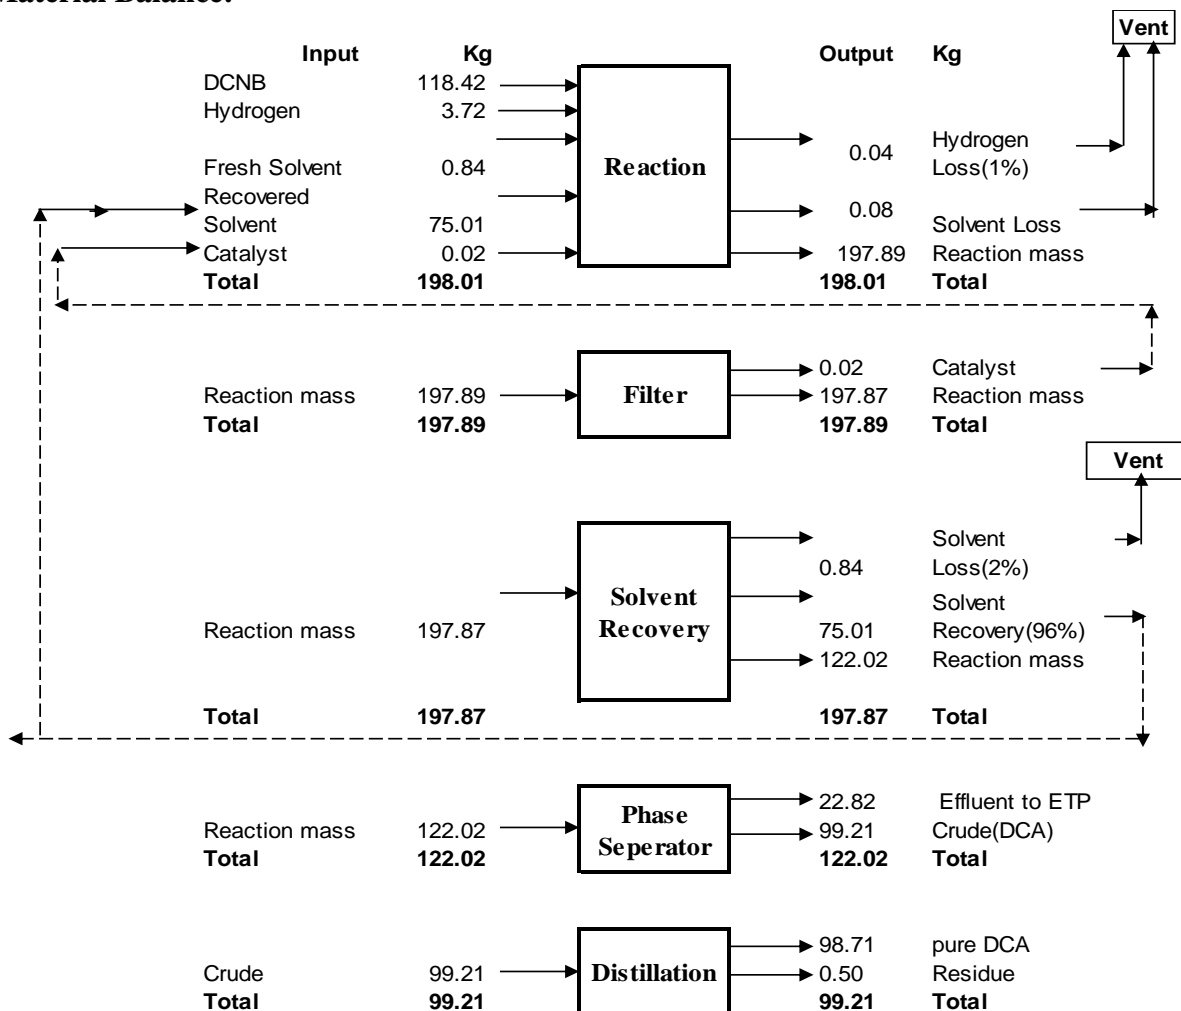 Material Balance:
Vent
Input Kg Output Kg
DCNB 118.42
Hydrogen 3.72
Hydrogen
0.04
Fresh Solvent 0.84 Reaction Loss(1%)
Recovered
0.08
Solvent 75.01 Solvent Loss
Catalyst 0.02 197.89 Reaction mass
Total 198.01 198.01 Total
0.02 Catalyst
Reaction mass 197.89 Filter 197.87 Reaction mass
Total 197.89 197.89 Total
Vent
Solvent
0.84 Loss(2%)
Solvent Solvent
Reaction mass 197.87 Recovery 75.01 Recovery(96%)
122.02 Reaction mass
Total 197.87 197.87 Total
22.82 Effluent to ETP
Phase
Reaction mass 122.02 Seperator 99.21 Crude(DCA)
Total 122.02 122.02 Total
98.71 pure DCA
Crude 99.21 Distillation 0.50 Residue
Total 99.21 99.21 Total